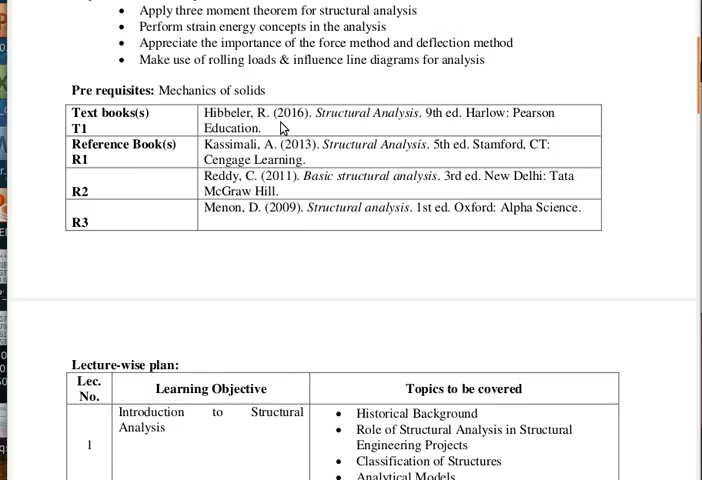 • Apply three moment theorem for structural analysis
• Perform strain energy concepts in the analysis
• Appreciate the importance of the force method and deflection method
• Make use of rolling loads & influence line diagrams for analysis
Pre requisites: Mechanics of solids
Text books(s)
T1
Hibbeler, R. (2016). Structural Analysis. 9th ed. Harlow: Pearson
Education.
Reference Book(s)
R1
Kassimali, A. (2013). Structural Analysis. 5th ed. Stamford, CT:
Cengage Learning.
R2
Reddy, C. (2011). Basic structural analysis. 3rd ed. New Delhi: Tata
McGraw Hill.
R3
Menon, D. (2009). Structural analysis. 1st ed. Oxford: Alpha Science.
Lecture-wise plan:
Lec.
No.
Learning Objective
Topics to be covered
1
Introduction to Structural
Analysis
• Historical Background
• Role of Structural Analysis in Structural
Engineering Projects
• Classification of Structures
• Analytical Models